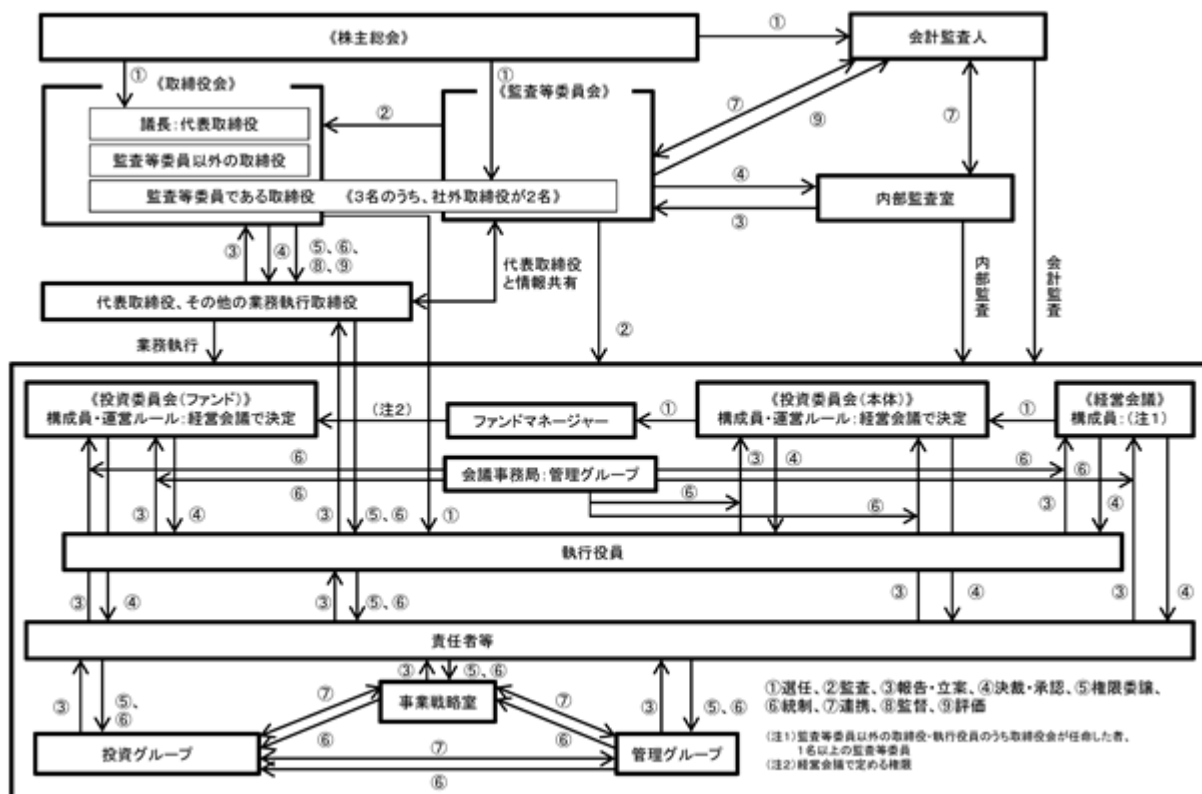 《株主総会》
①
会計監査人
①
《取締役会》
①
《監査等委員会》
議長：代表取締役
②
⑦
⑨
⑦
監査等委員以外の取締役
監査等委員である取締役　《3名のうち、社外取締役が2名》
④
③
内部監査室
③
④
⑤、⑥、
⑧、⑨
代表取締役
と情報共有
内部監査
会計監査
代表取締役、その他の業務執行取締役
業務執行
②
《投資委員会（ファンド）》
構成員・運営ルール：経営会議で決定
（注2）
ファンドマネージャー
①
《投資委員会（本体）》
構成員・運営ルール：経営会議で決定
①
《経営会議》
構成員：（注1）
⑥
会議事務局：管理グループ
③
④
⑥
⑥
⑥
⑥
⑥
③
④
③
⑤、⑥
①
③
④
執行役員
③
④
③
⑤、⑥
③
④
③
④
責任者等
③
⑤、
⑥
⑦
③
⑤、⑥
事業戦略室
⑦
③
⑤、⑥
⑥
⑥
投資グループ
⑦
⑥
管理グループ
①選任、②監査、③報告・立案、④決裁・承認、⑤権限委譲、
⑥統制、⑦連携、⑧監督、⑨評価
（注1）監査等委員以外の取締役・執行役員のうち取締役会が任命した者、
1名以上の監査等委員
（注2）経営会議で定める権限